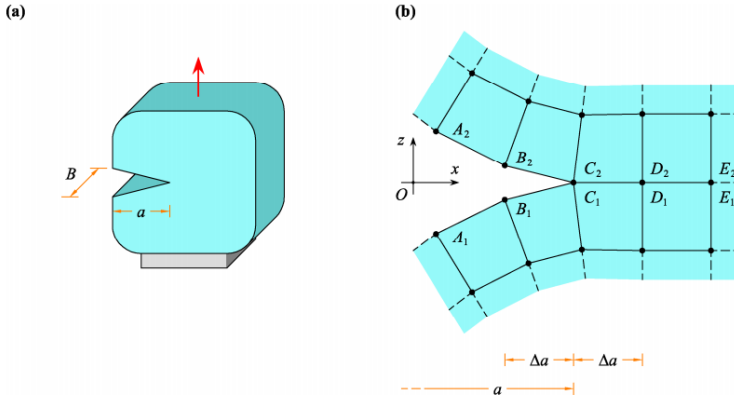 (a)
(b)
B
a
z
x
O
A₂
B₂
C₂
D₂
E₂
C₁
D₁
E₁
B₁
A₁
Δa
Δa
a